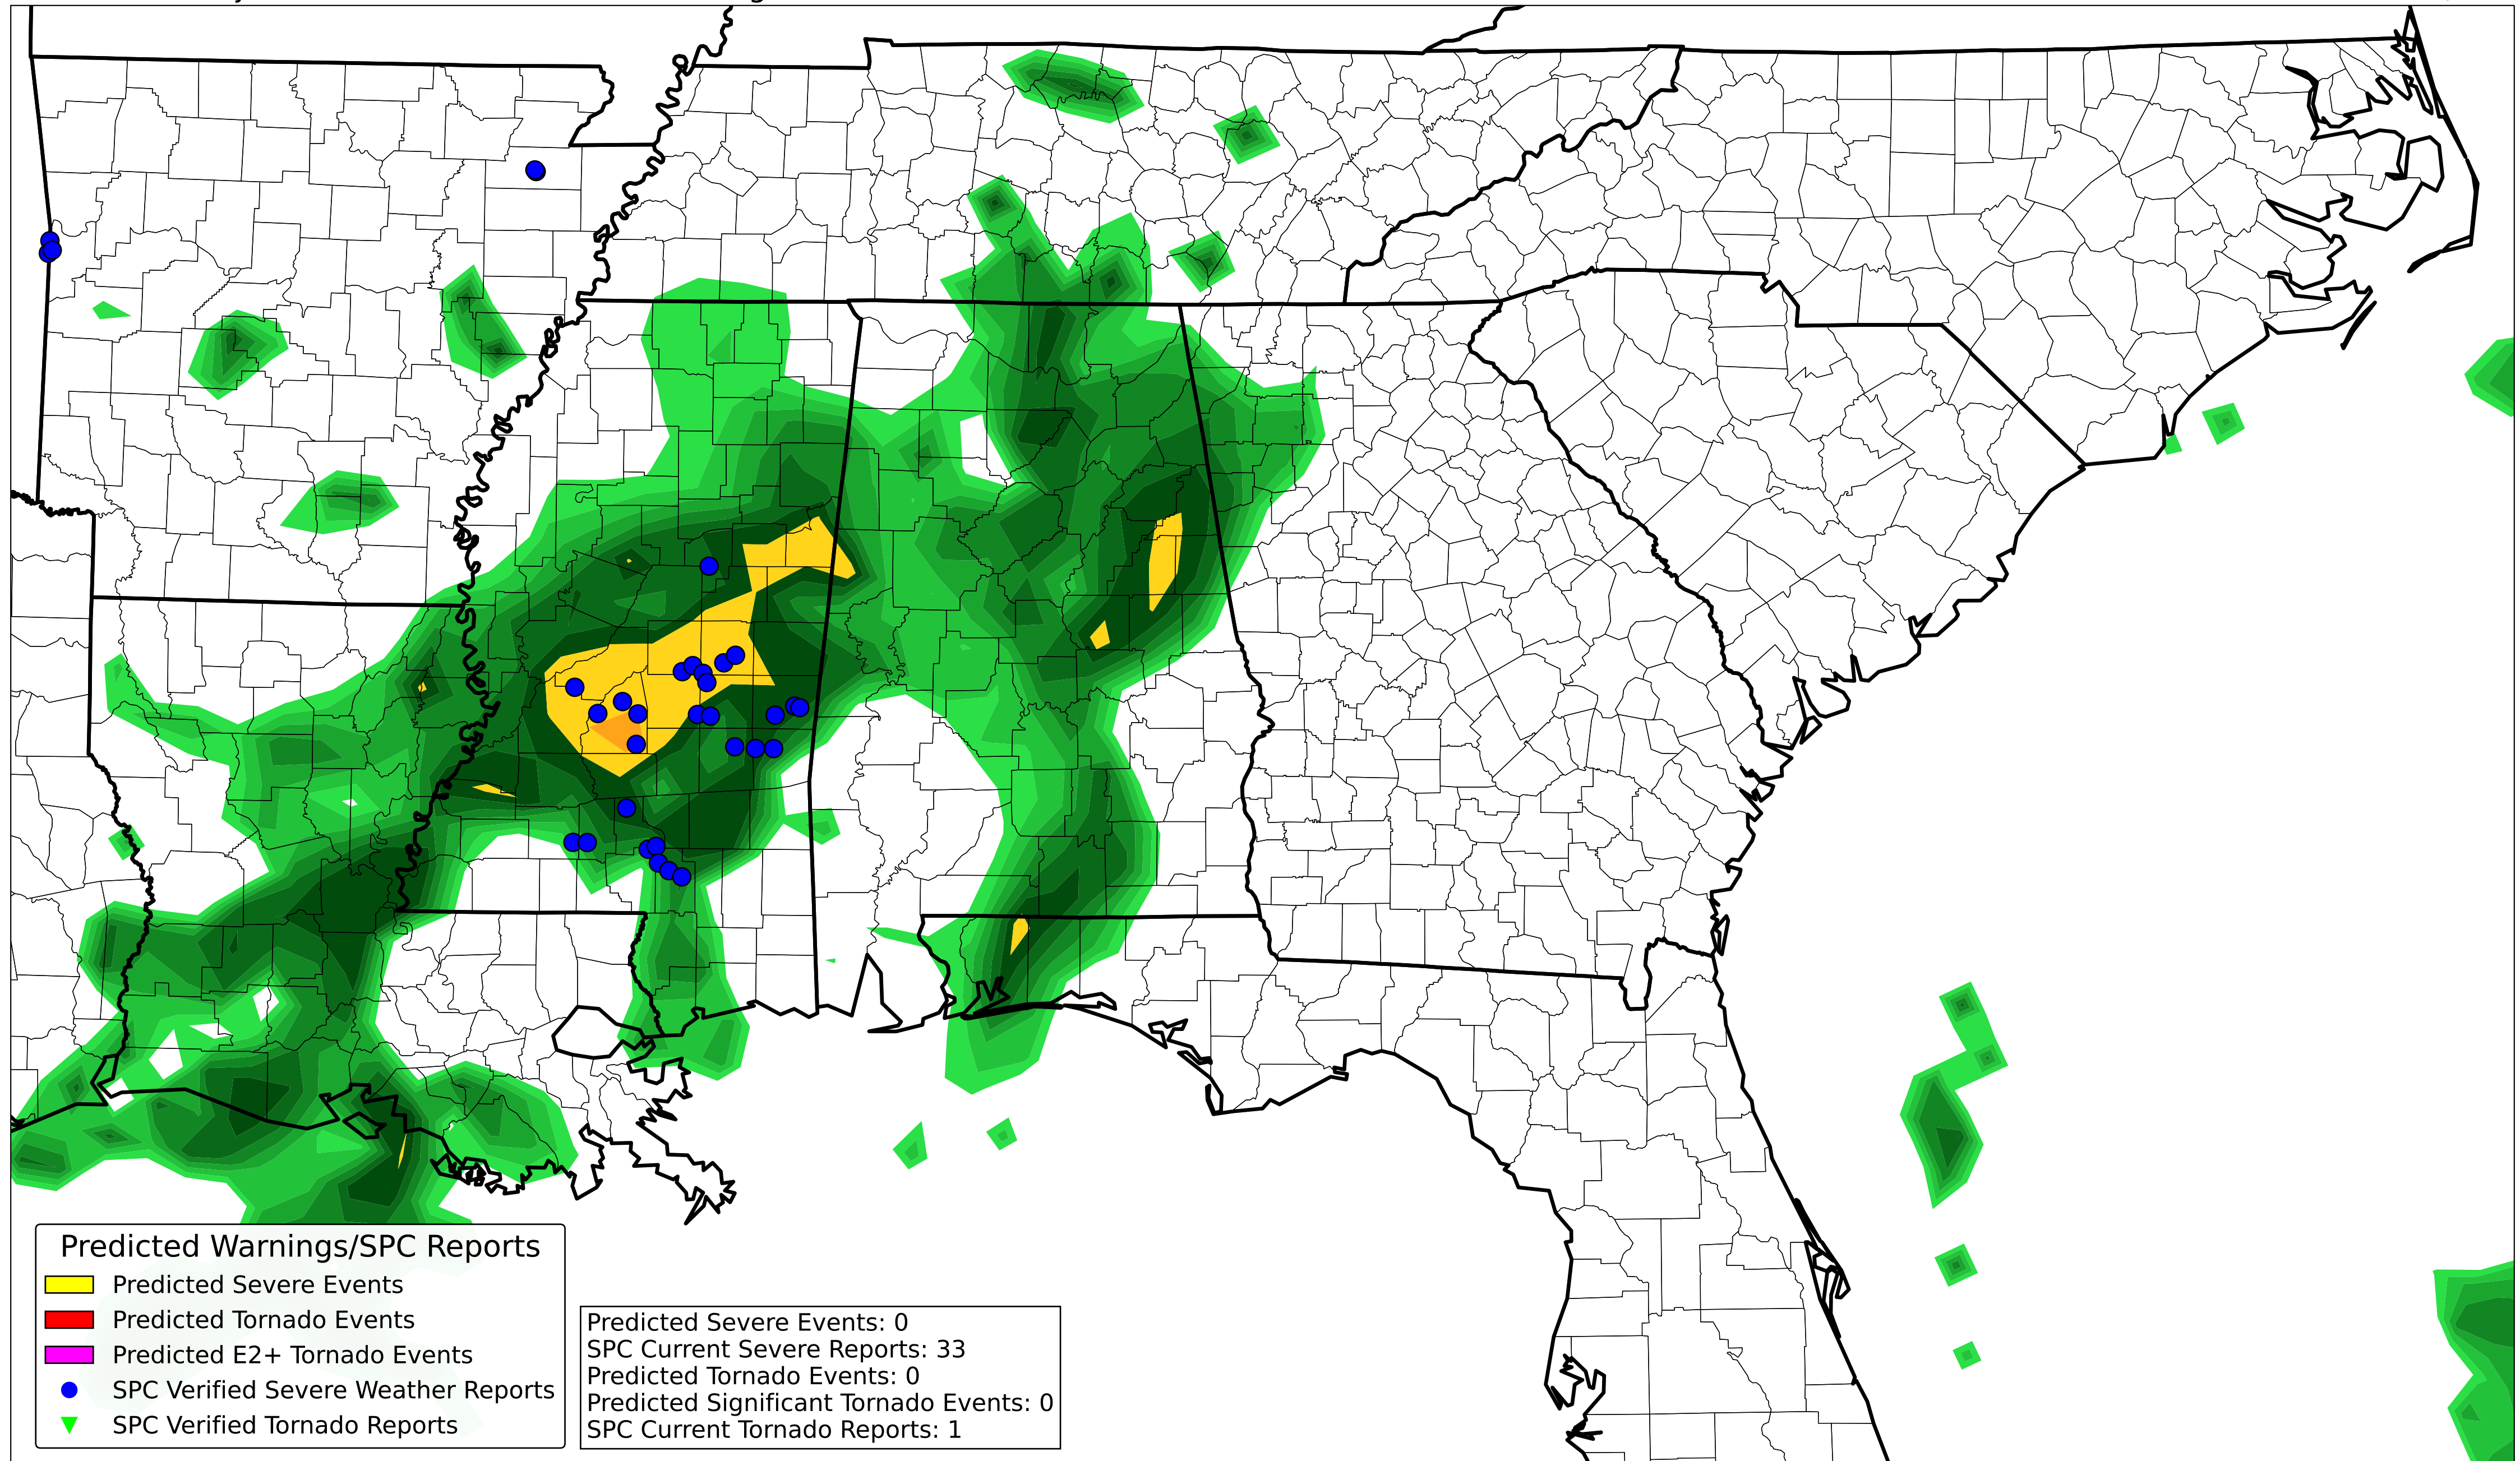 Predicted Warnings/SPC Reports
Predicted Severe Events
Predicted Tornado Events
Predicted E2+ Tornado Events
SPC Verified Severe Weather Reports
SPC Verified Tornado Reports
Predicted Severe Events: 0
SPC Current Severe Reports: 33
Predicted Tornado Events: 0
Predicted Significant Tornado Events: 0
SPC Current Tornado Reports: 1